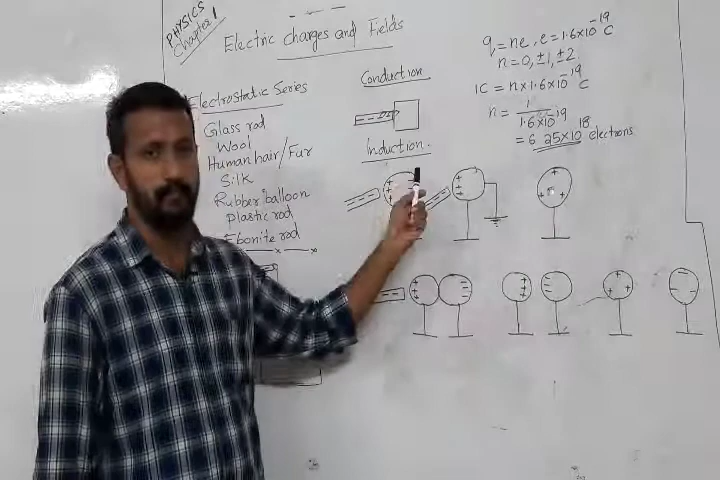 PHYSICS
Chapter 1
Electric charges and Fields
Electrostatic Series
Glass rod
Wool
Human hair/Fur
Silk
Rubber balloon
Plastic rod
Ebonite rod
Conduction
Induction.
q = ne, e = 1.6×10⁻¹⁹ C
n = 0, ±1, ±2
1C = n×1.6×10⁻¹⁹ C
n = 1/1.6×10⁻¹⁹
= 6.25×10¹⁸ electrons